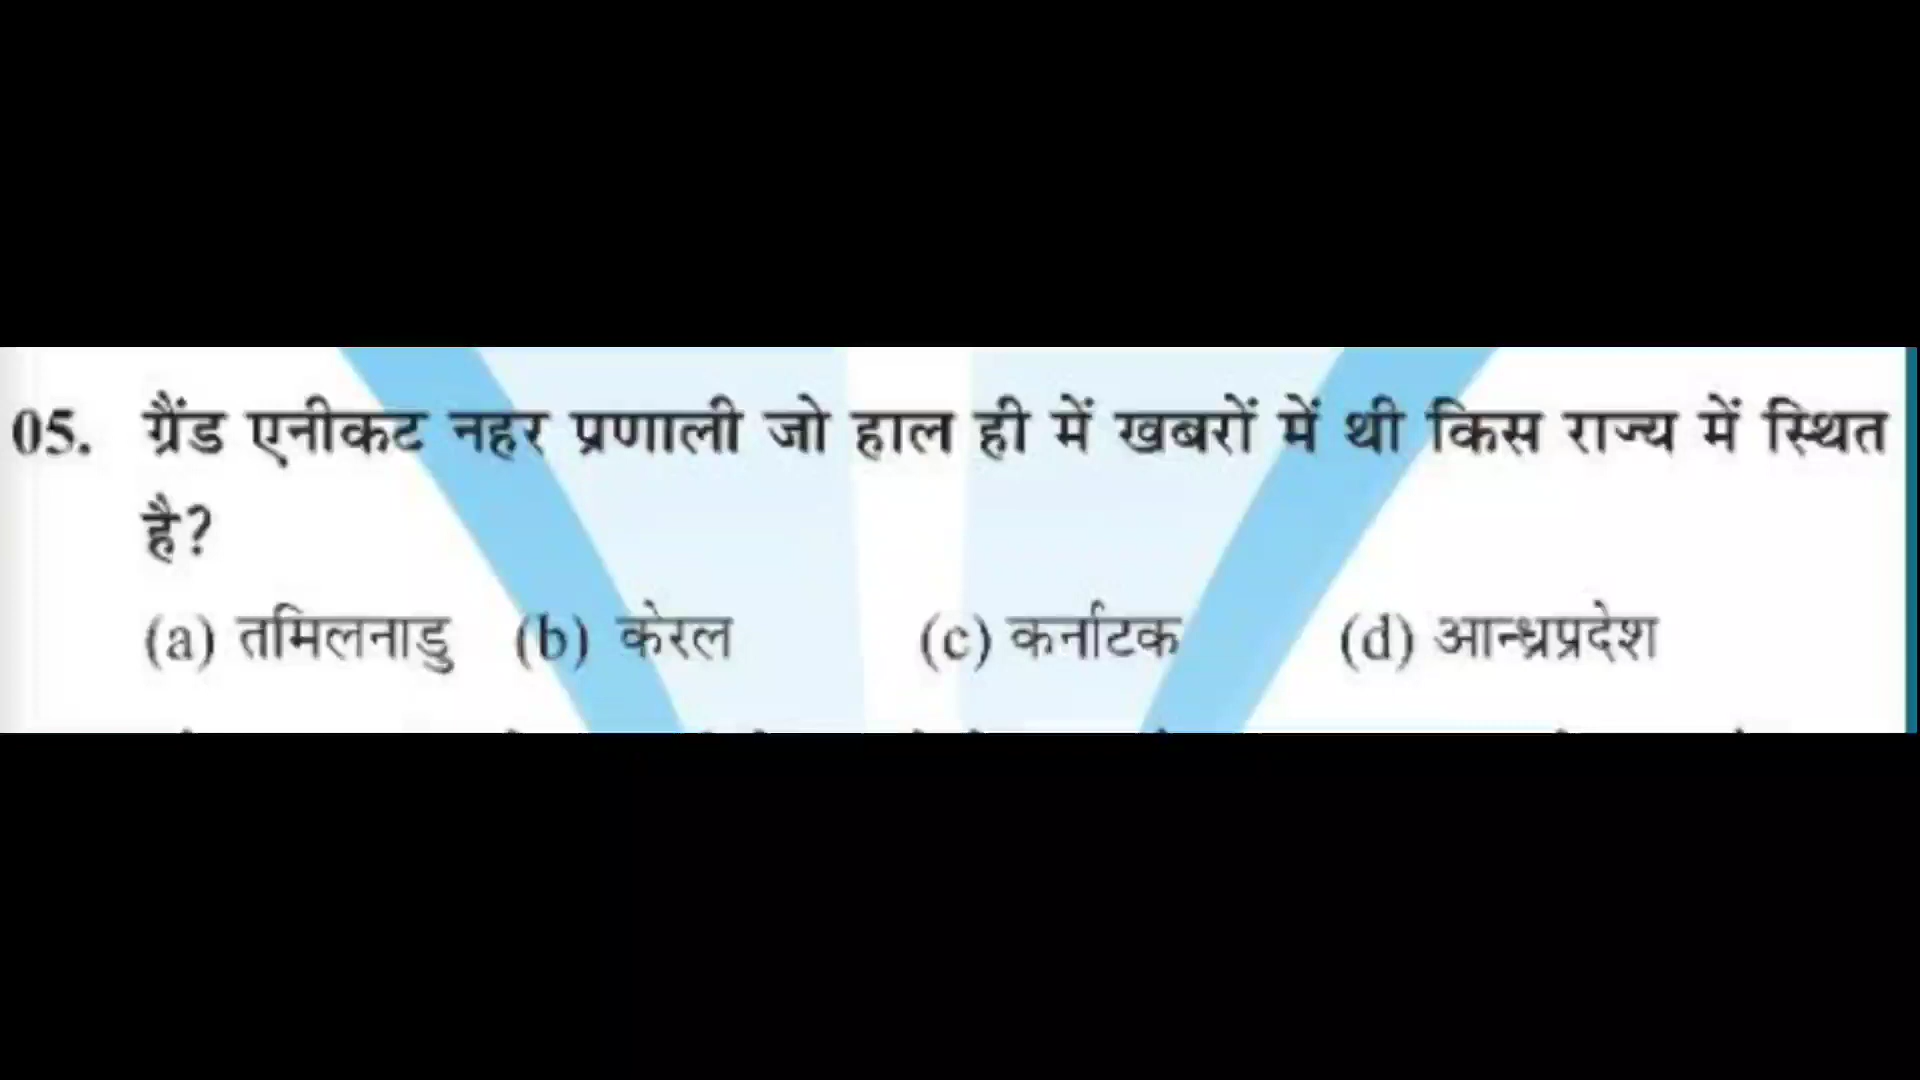 05. ग्रैंड एनीकट नहर प्रणाली जो हाल ही में खबरों में थी किस राज्य में स्थित
है?
(a) तमिलनाडु (b) केरल (c) कर्नाटक (d) आन्ध्रप्रदेश